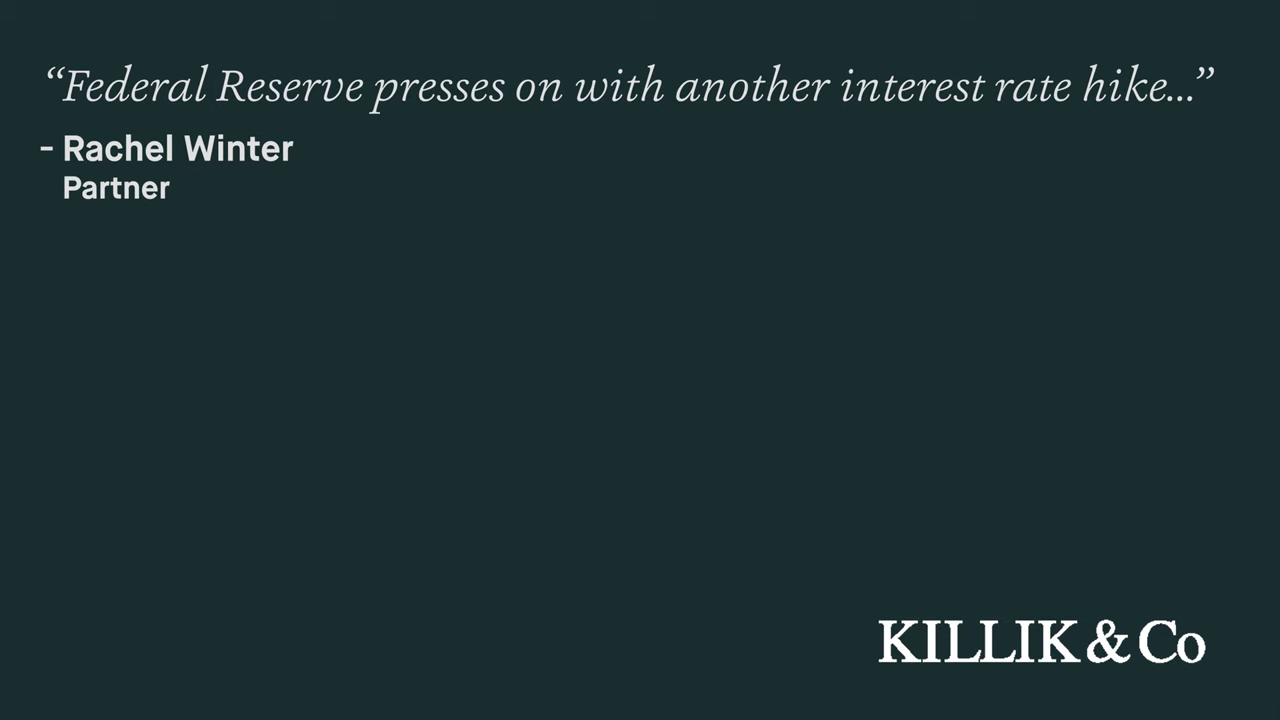 “Federal Reserve presses on with another interest rate hike...”
- Rachel Winter
Partner
KILLIK & Co